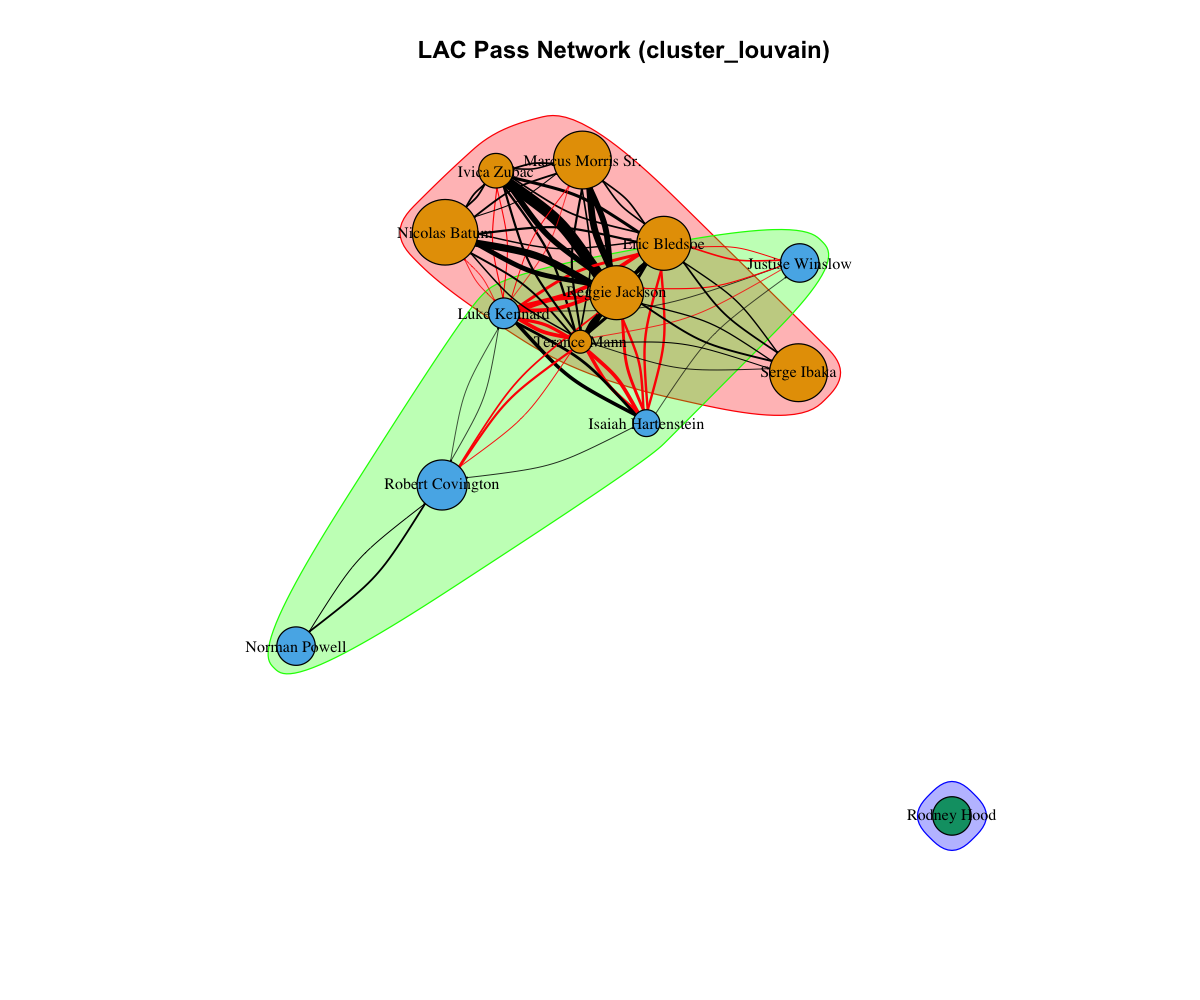 LAC Pass Network (cluster_louvain)
Marcus Morris Sr.
Ivica Zubac
Nicolas Batum
Eric Bledsoe
Justise Winslow
Reggie Jackson
Luke Kennard
Terance Mann
Serge Ibaka
Isaiah Hartenstein
Robert Covington
Norman Powell
Rodney Hood